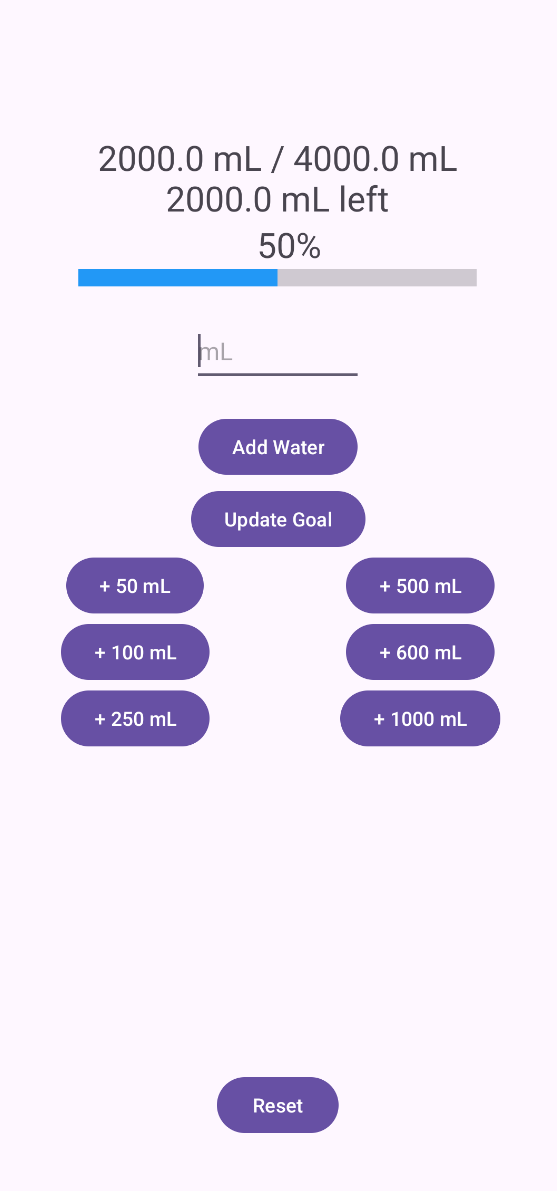 2000.0 mL / 4000.0 mL
2000.0 mL left
50%
mL
Add Water
Update Goal
+ 50 mL
+ 500 mL
+ 100 mL
+ 600 mL
+ 250 mL
+ 1000 mL
Reset